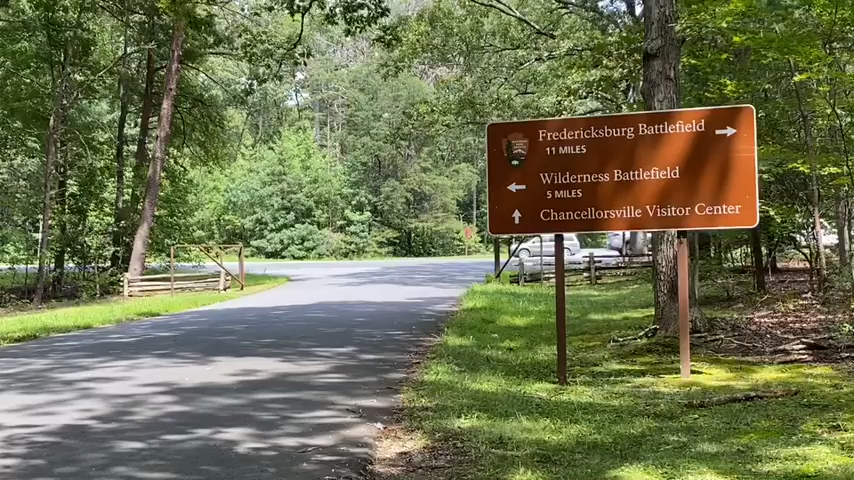 Fredericksburg Battlefield
11 MILES
Wilderness Battlefield
5 MILES
Chancellorsville Visitor Center